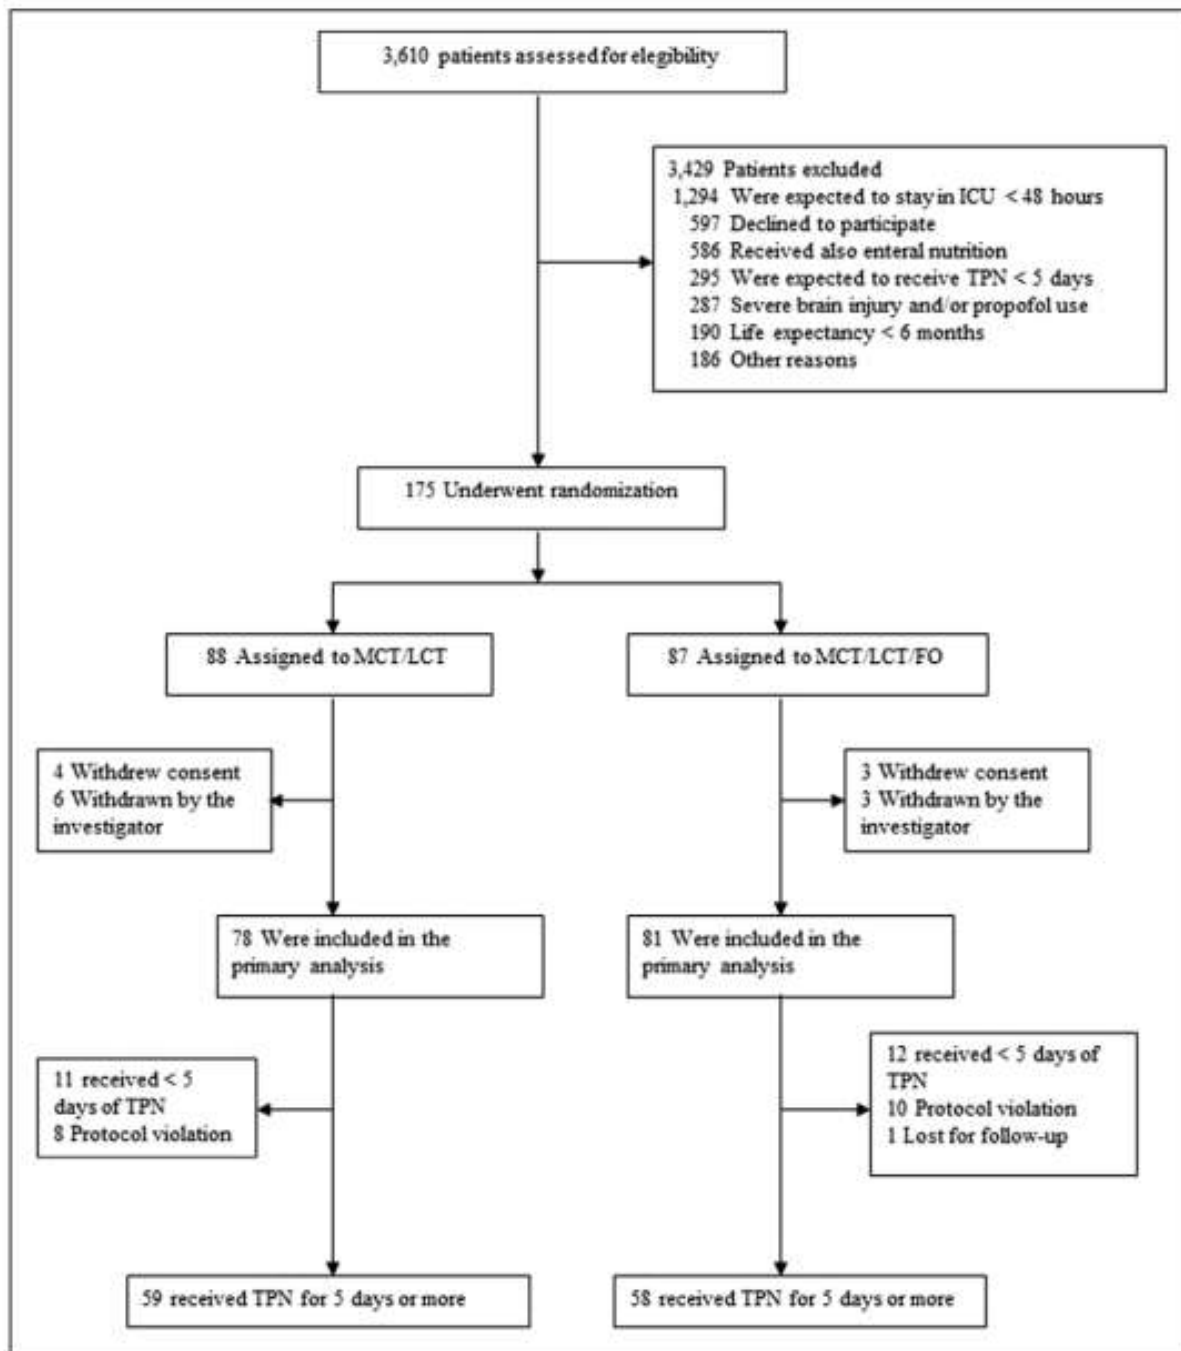 3,610 patients assessed for elegibility
3,429 Patients excluded
1,294 Were expected to stay in ICU < 48 hours
597 Declined to participate
586 Received also enteral nutrition
295 Were expected to receive TPN < 5 days
287 Severe brain injury and/or propofol use
190 Life expectancy < 6 months
186 Other reasons
175 Underwent randomization
88 Assigned to MCT/LCT
87 Assigned to MCT/LCT/FO
4 Withdrew consent
6 Withdrawn by the
investigator
3 Withdrew consent
3 Withdrawn by the
investigator
78 Were included in the
primary analysis
81 Were included in the
primary analysis
11 received < 5
days of TPN
8 Protocol violation
12 received < 5 days of
TPN
10 Protocol violation
1 Lost for follow-up
59 received TPN for 5 days or more
58 received TPN for 5 days or more